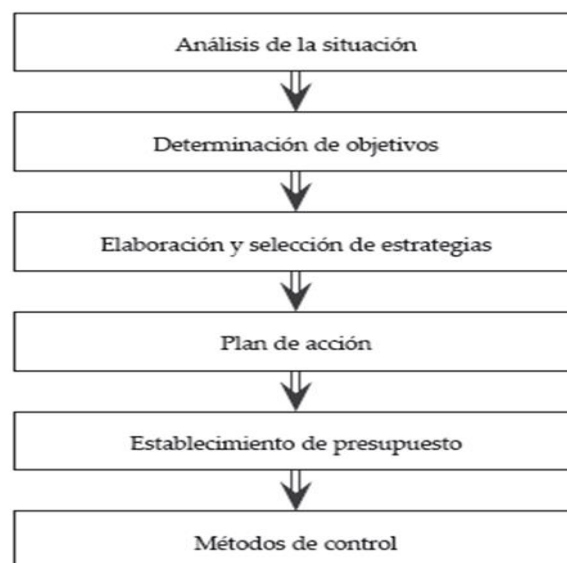 Análisis de la situación
Determinación de objetivos
Elaboración y selección de estrategias
Plan de acción
Establecimiento de presupuesto
Métodos de control